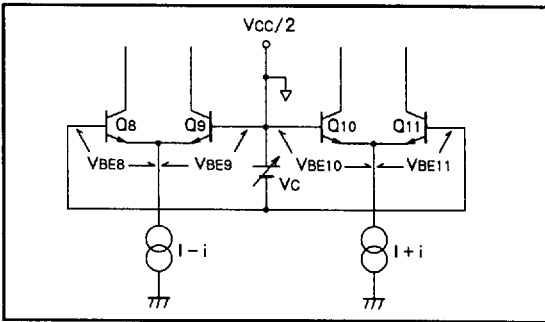 VCC/2
Q8 Q9 Q10 Q11
VBE8 VBE9 VBE10 VBE11
VC
I-i I+i